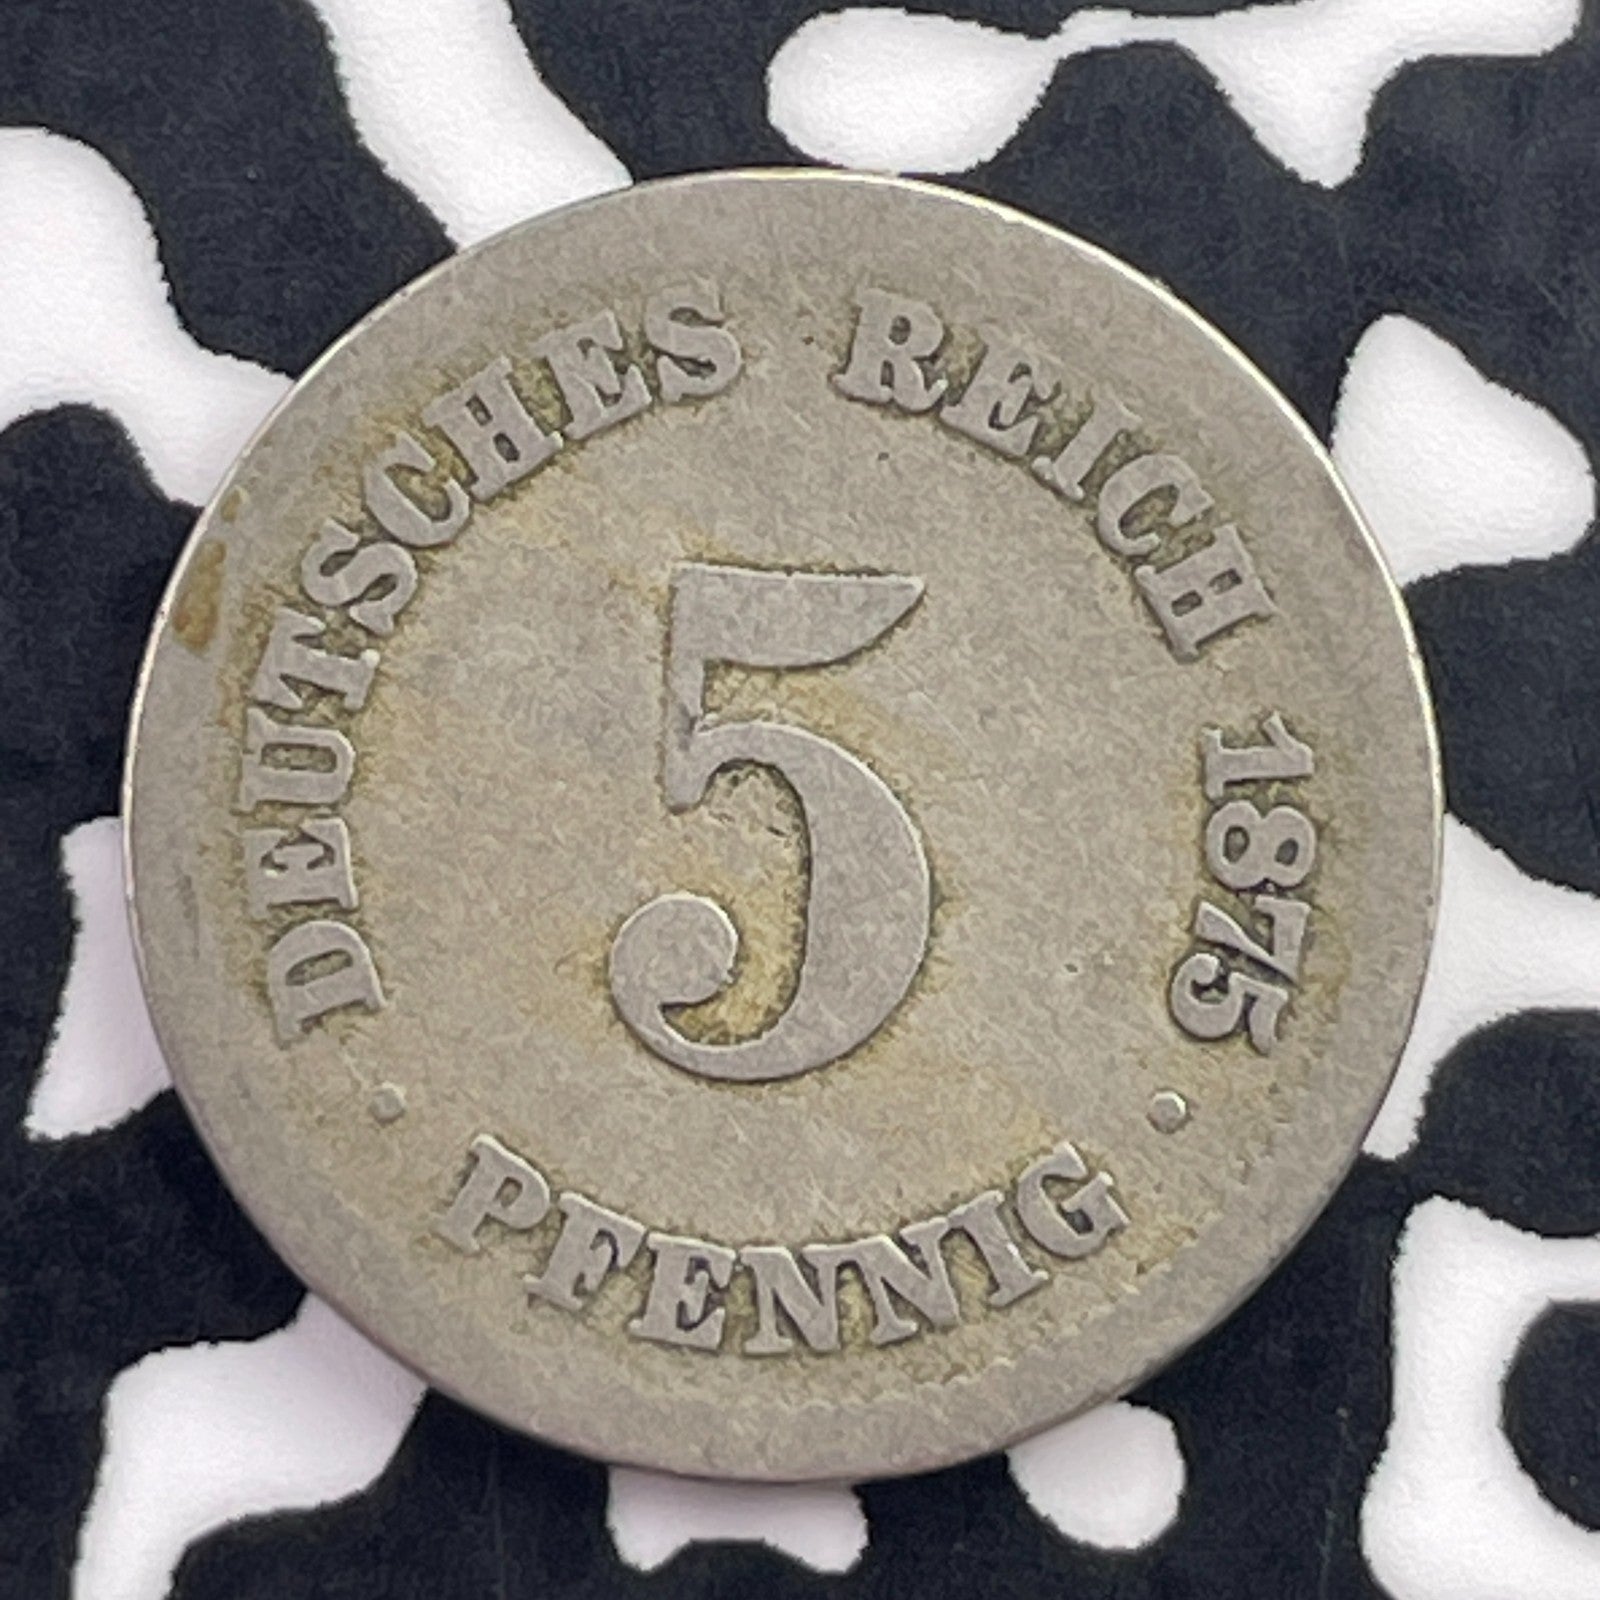 DEUTSCHES REICH 1875
5
· PFENNIG ·